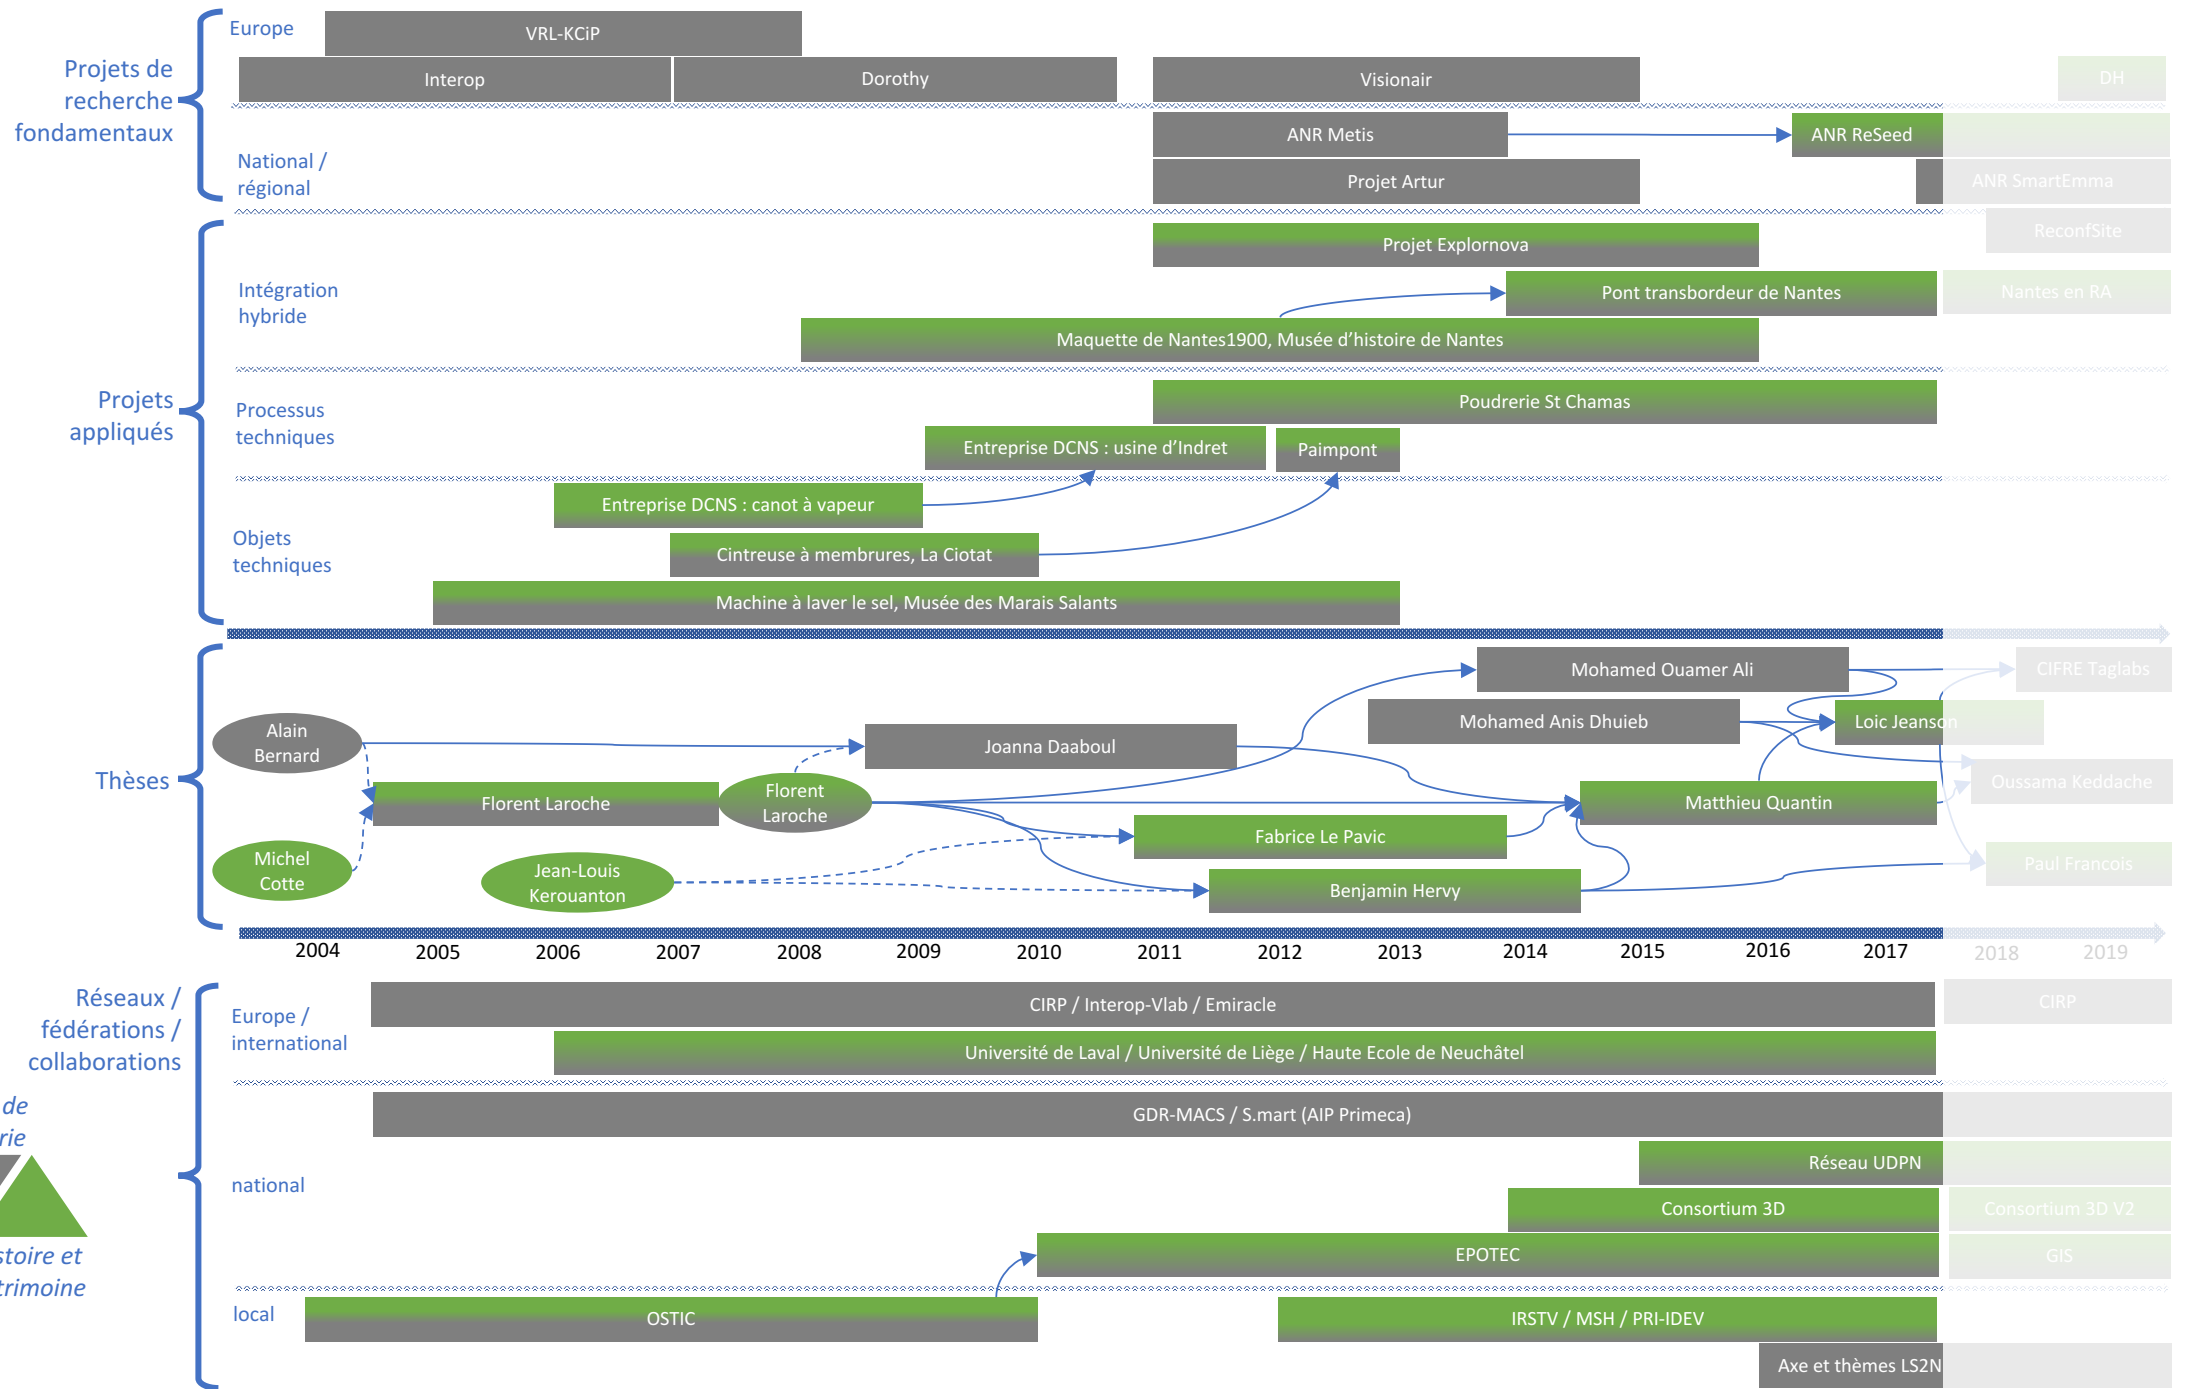 Europe
VRL-KCiP
Projets de
recherche
fondamentaux
Interop
Dorothy
Visionair
DH
ANR Metis
ANR ReSeed
National /
régional
Projet Artur
ANR SmartEmma
ReconfSite
Projet Explornova
Intégration
hybride
Pont transbordeur de Nantes
Nantes en RA
Maquette de Nantes1900, Musée d'histoire de Nantes
Projets
appliqués
Processus
techniques
Poudrerie St Chamas
Entreprise DCNS : usine d'Indret
Paimpont
Entreprise DCNS : canot à vapeur
Objets
techniques
Cintreuse à membrures, La Ciotat
Machine à laver le sel, Musée des Marais Salants
Thèses
Mohamed Ouamer Ali
CIFRE Taglabs
Alain
Bernard
Mohamed Anis Dhuieb
Loic Jeanson
Joanna Daaboul
Oussama Keddache
Florent Laroche
Florent
Laroche
Matthieu Quantin
Fabrice Le Pavic
Michel
Cotte
Jean-Louis
Kerouanton
Paul Francois
Benjamin Hervy
2004
2005
2006
2007
2008
2009
2010
2011
2012
2013
2014
2015
2016
2017
2018
2019
Réseaux /
fédérations /
collaborations
Europe /
international
CIRP / Interop-Vlab / Emiracle
CIRP
Université de Laval / Université de Liège / Haute Ecole de Neuchâtel
de
rie
GDR-MACS / S.mart (AIP Primeca)
Réseau UDPN
national
Consortium 3D
Consortium 3D V2
stoire et
trimoine
EPOTEC
GIS
local
OSTIC
IRSTV / MSH / PRI-IDEV
Axe et thèmes LS2N